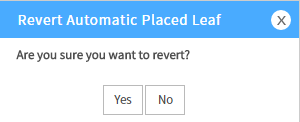 Revert Automatic Placed Leaf X
Are you sure you want to revert?
Yes No